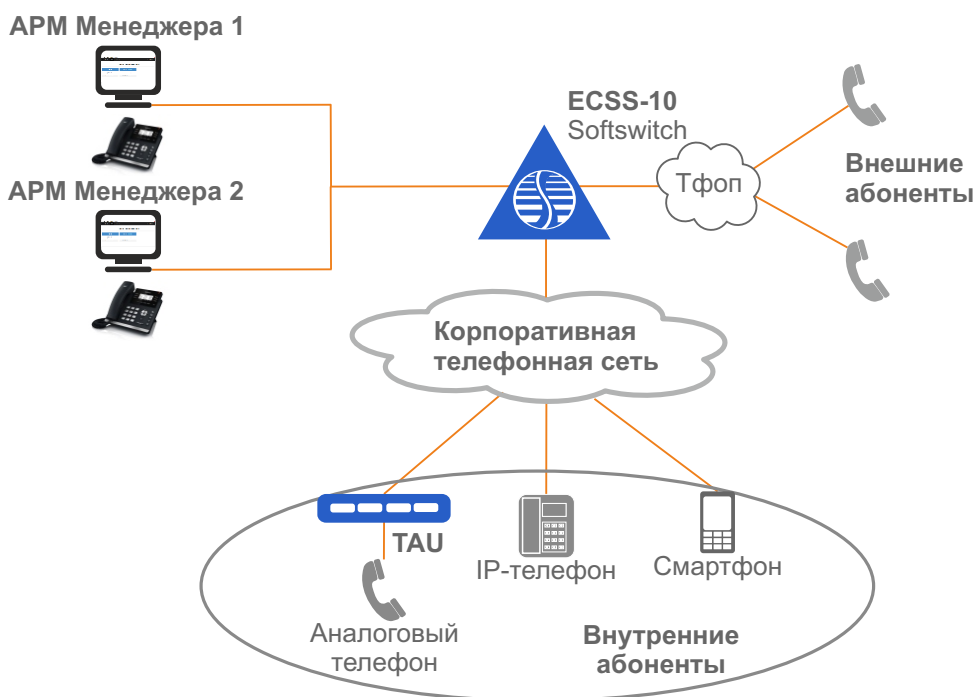 АРМ Менеджера 1
ECSS-10
Softswitch
Тфоп
Внешние
абоненты
АРМ Менеджера 2
Корпоративная
телефонная сеть
TAU
IP-телефон
Смартфон
Аналоговый
телефон
Внутренние
абоненты